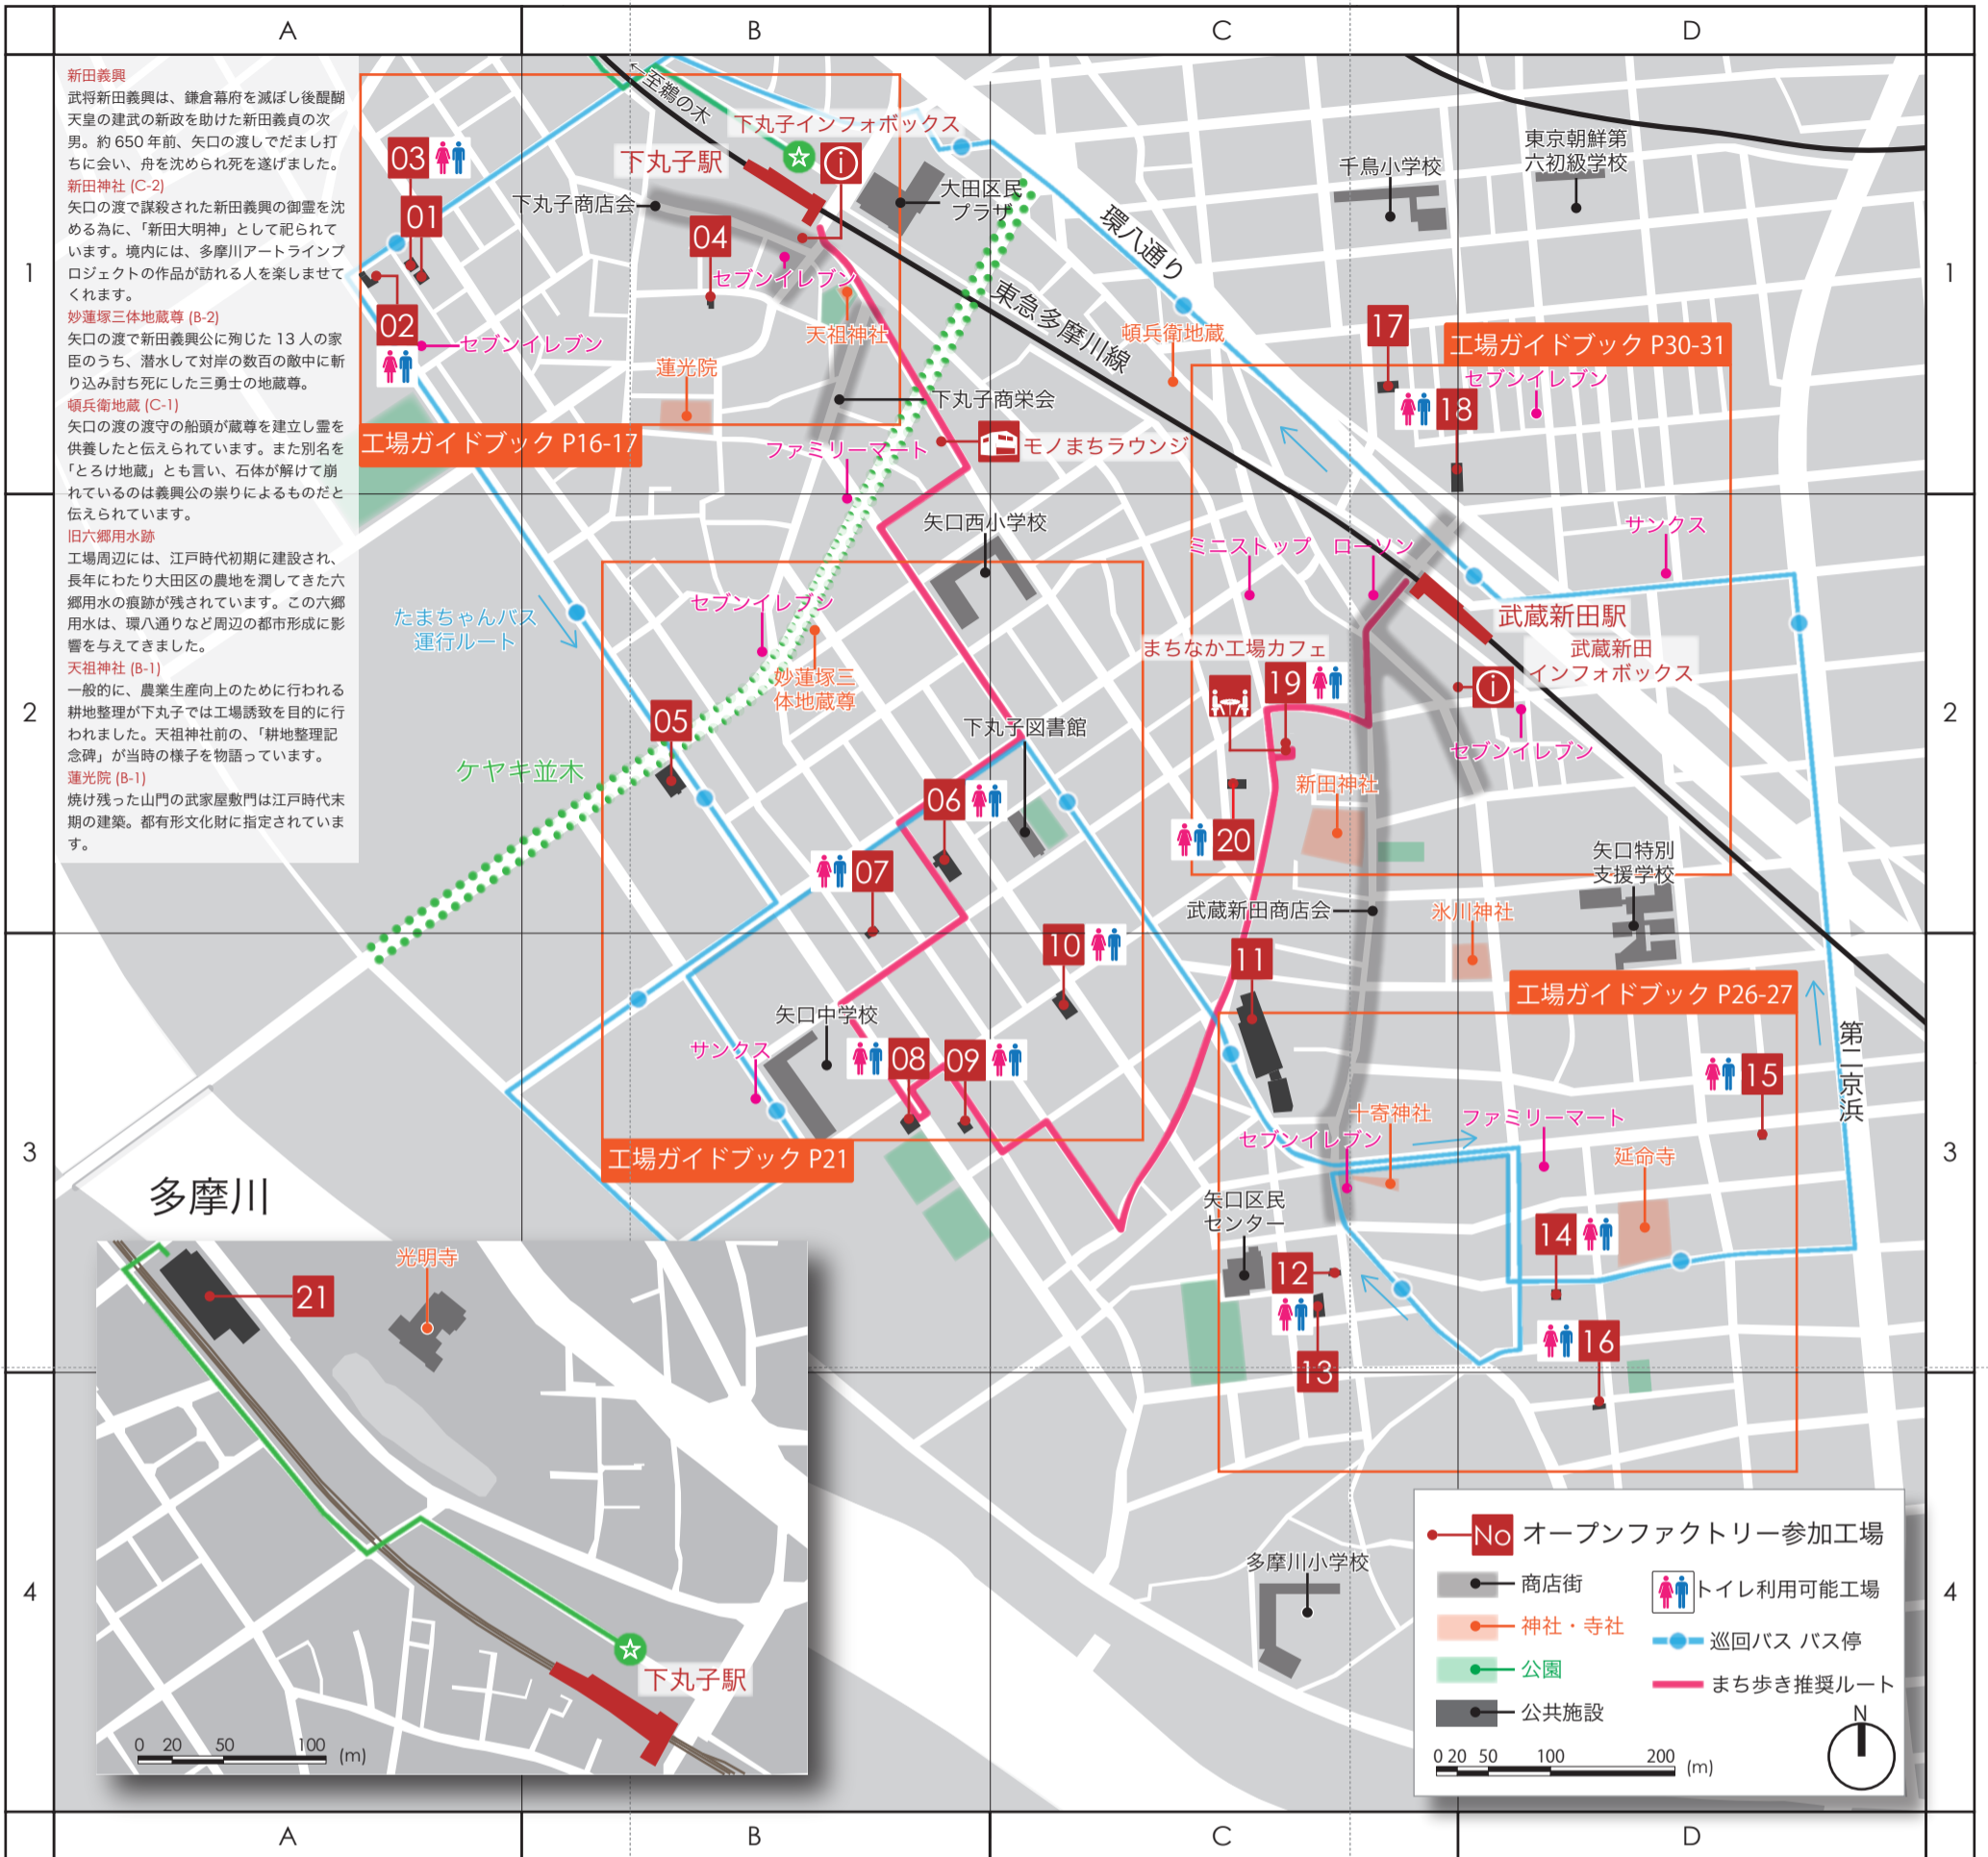 A
B
C
D
新田義興
武将新田義興は、鎌倉幕府を滅ぼし後醍醐
天皇の建武の新政を助けた新田義貞の次
男。約 650 年前、矢口の渡しでだまし打
ちに会い、舟を沈められ死を遂げました。
新田神社 (C-2)
矢口の渡で謀殺された新田義興の御霊を沈
める為に、「新田大明神」として祀られて
います。境内には、多摩川アートラインプ
ロジェクトの作品が訪れる人を楽しませて
くれます。
妙蓮塚三体地蔵尊 (B-2)
矢口の渡で新田義興公に殉じた 13 人の家
臣のうち、潜水して対岸の数百の敵中に斬
り込み討ち死にした三勇士の地蔵尊。
頓兵衛地蔵 (C-1)
矢口の渡の渡守の船頭が蔵尊を建立し霊を
供養したと伝えられています。また別名を
「とろけ地蔵」とも言い、石体が解けて崩
れているのは義興公の祟りによるものだと
伝えられています。
旧六郷用水跡
工場周辺には、江戸時代初期に建設され、
長年にわたり大田区の農地を潤してきた六
郷用水の痕跡が残されています。この六郷
用水は、環八通りなど周辺の都市形成に影
響を与えてきました。
天祖神社 (B-1)
一般的に、農業生産向上のために行われる
耕地整理が下丸子では工場誘致を目的に行
われました。天祖神社前の、「耕地整理記
念碑」が当時の様子を物語っています。
蓮光院 (B-1)
焼け残った山門の武家屋敷門は江戸時代末
期の建築。都有形文化財に指定されていま
す。
1
2
3
4
←至鵜の木
下丸子インフォボックス
下丸子駅
i
03
01
02
04
下丸子商店会
大田区民
プラザ
セブンイレブン
天祖神社
セブンイレブン
蓮光院
下丸子商栄会
工場ガイドブック P16-17
ファミリーマート
モノまちラウンジ
環八通り
東急多摩川線
頓兵衛地蔵
千鳥小学校
東京朝鮮第
六初級学校
1
17
工場ガイドブック P30-31
セブンイレブン
18
矢口西小学校
ミニストップ
ローソン
サンクス
たまちゃんバス
運行ルート
セブンイレブン
妙蓮塚三
体地蔵尊
武蔵新田駅
武蔵新田
インフォボックス
i
まちなか工場カフェ
19
セブンイレブン
2
05
ケヤキ並木
下丸子図書館
06
07
新田神社
20
矢口特別
支援学校
武蔵新田商店会
氷川神社
10
11
工場ガイドブック P26-27
第二京浜
矢口中学校
サンクス
08
09
15
十寄神社
セブンイレブン
ファミリーマート
延命寺
3
工場ガイドブック P21
多摩川
矢口区民
センター
12
13
14
16
光明寺
21
下丸子駅
0 20 50 100 (m)
多摩川小学校
No オープンファクトリー参加工場
商店街
トイレ利用可能工場
神社・寺社
巡回バス バス停
公園
まち歩き推奨ルート
公共施設
N
0 20 50 100 200 (m)
4
A
B
C
D